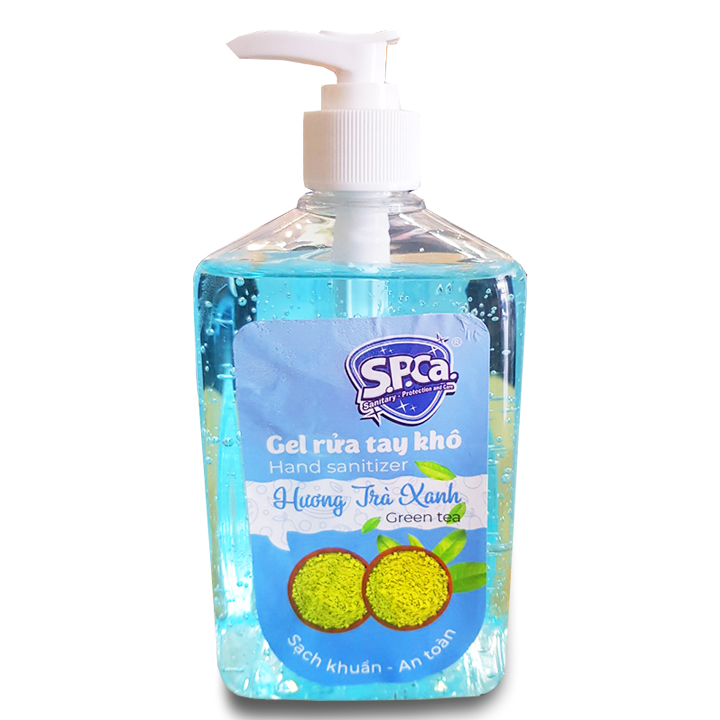 S.P.Ca.
®
Sanitary - Protection and Care
Gel rửa tay khô
Hand sanitizer
Hương Trà Xanh
Green tea
Sạch khuẩn - An toàn